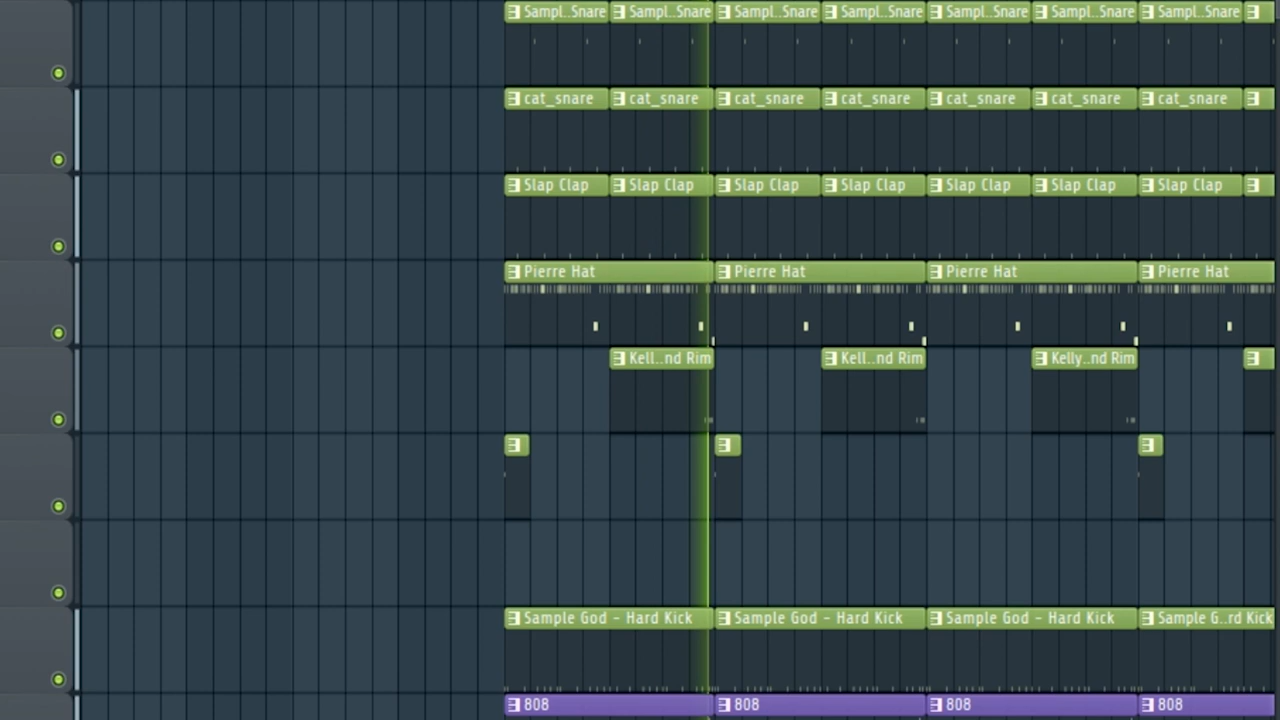 Sampl..Snare Sampl..Snare Sampl..Snare Sampl..Snare Sampl..Snare Sampl..Snare Sampl..Snare
cat_snare cat_snare cat_snare cat_snare cat_snare cat_snare cat_snare
Slap Clap Slap Clap Slap Clap Slap Clap Slap Clap Slap Clap Slap Clap
Pierre Hat Pierre Hat Pierre Hat Pierre Hat
Kell..nd Rim Kell..nd Rim Kelly..nd Rim
Sample God - Hard Kick Sample God - Hard Kick Sample God - Hard Kick Sample G..rd Kick
808 808 808 808